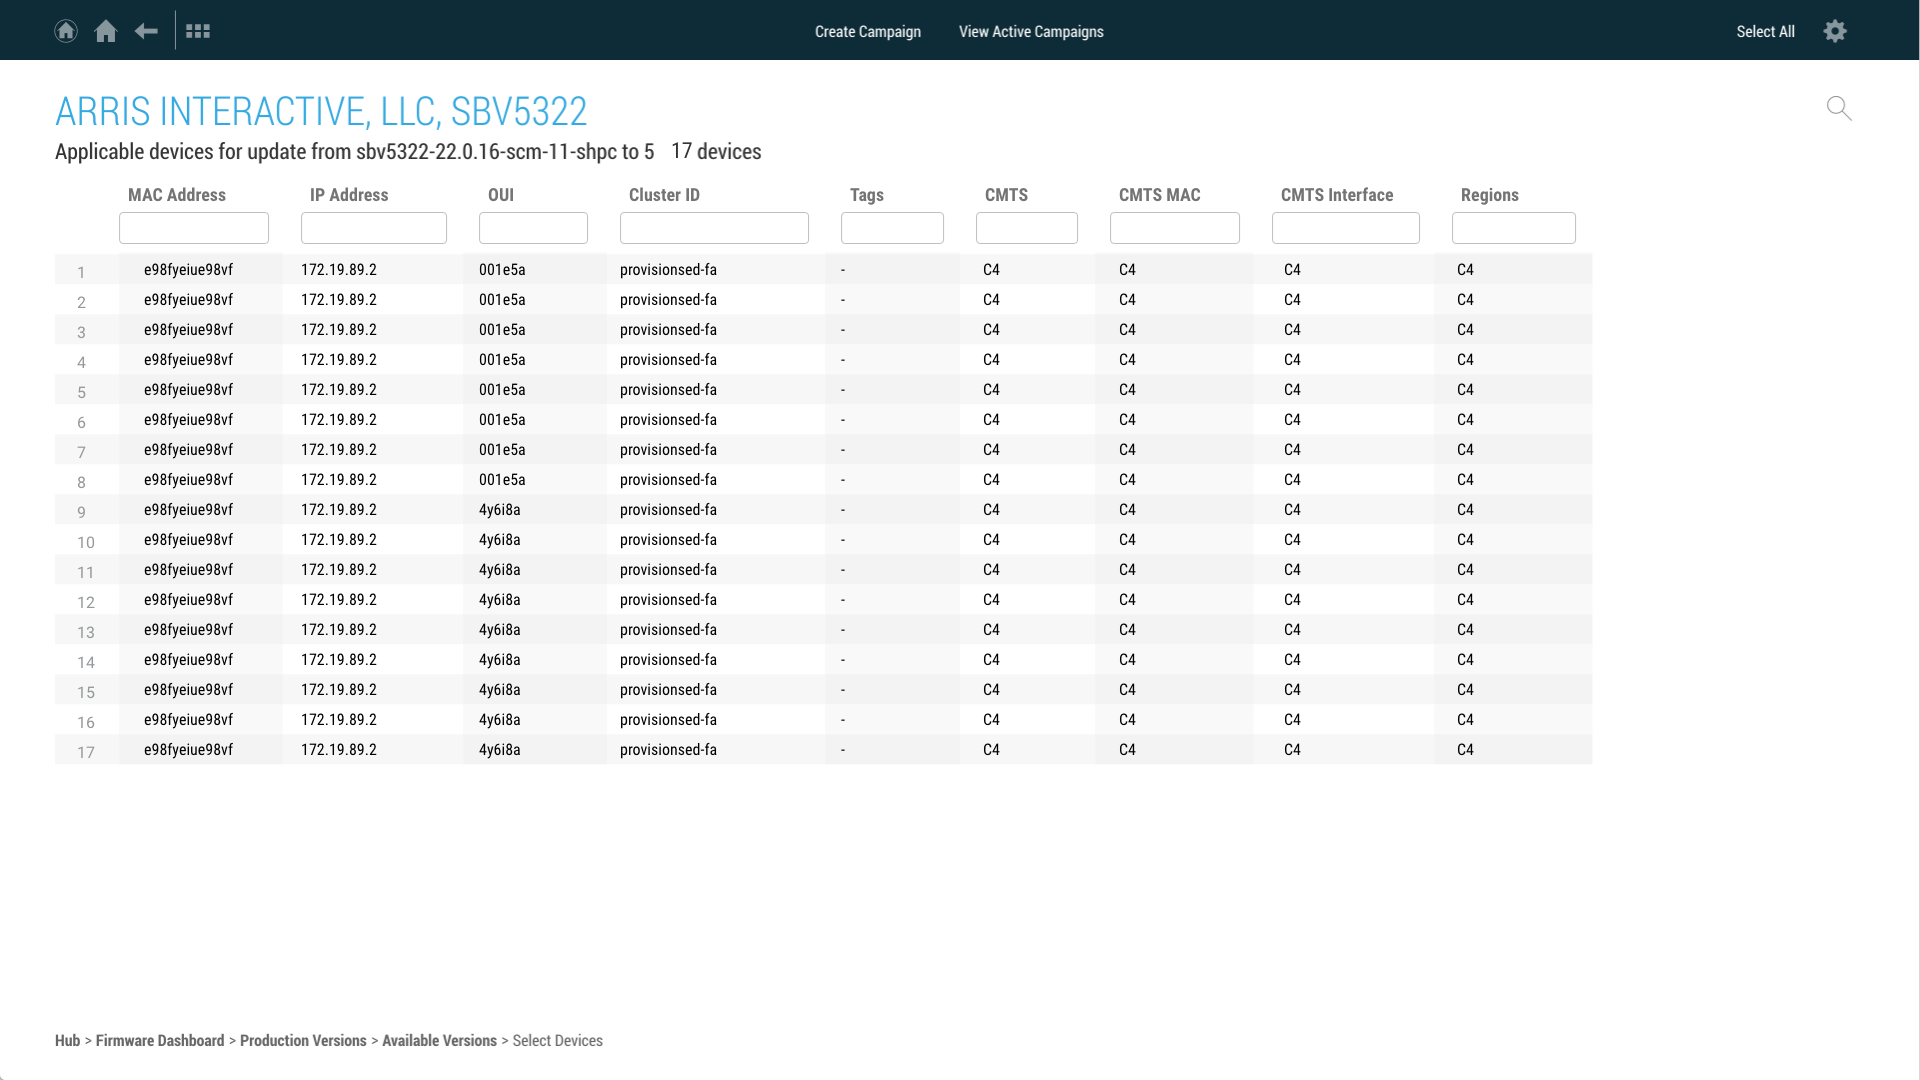 Create Campaign View Active Campaigns Select All
ARRIS INTERACTIVE, LLC, SBV5322
Applicable devices for update from sbv5322-22.0.16-scm-11-shpc to 5 17 devices
MAC Address IP Address OUI Cluster ID Tags CMTS CMTS MAC CMTS Interface Regions
1 e98fyeiue98vf 172.19.89.2 001e5a provisionsed-fa - C4 C4 C4 C4
2 e98fyeiue98vf 172.19.89.2 001e5a provisionsed-fa - C4 C4 C4 C4
3 e98fyeiue98vf 172.19.89.2 001e5a provisionsed-fa - C4 C4 C4 C4
4 e98fyeiue98vf 172.19.89.2 001e5a provisionsed-fa - C4 C4 C4 C4
5 e98fyeiue98vf 172.19.89.2 001e5a provisionsed-fa - C4 C4 C4 C4
6 e98fyeiue98vf 172.19.89.2 001e5a provisionsed-fa - C4 C4 C4 C4
7 e98fyeiue98vf 172.19.89.2 001e5a provisionsed-fa - C4 C4 C4 C4
8 e98fyeiue98vf 172.19.89.2 001e5a provisionsed-fa - C4 C4 C4 C4
9 e98fyeiue98vf 172.19.89.2 4y6i8a provisionsed-fa - C4 C4 C4 C4
10 e98fyeiue98vf 172.19.89.2 4y6i8a provisionsed-fa - C4 C4 C4 C4
11 e98fyeiue98vf 172.19.89.2 4y6i8a provisionsed-fa - C4 C4 C4 C4
12 e98fyeiue98vf 172.19.89.2 4y6i8a provisionsed-fa - C4 C4 C4 C4
13 e98fyeiue98vf 172.19.89.2 4y6i8a provisionsed-fa - C4 C4 C4 C4
14 e98fyeiue98vf 172.19.89.2 4y6i8a provisionsed-fa - C4 C4 C4 C4
15 e98fyeiue98vf 172.19.89.2 4y6i8a provisionsed-fa - C4 C4 C4 C4
16 e98fyeiue98vf 172.19.89.2 4y6i8a provisionsed-fa - C4 C4 C4 C4
17 e98fyeiue98vf 172.19.89.2 4y6i8a provisionsed-fa - C4 C4 C4 C4
Hub > Firmware Dashboard > Production Versions > Available Versions > Select Devices